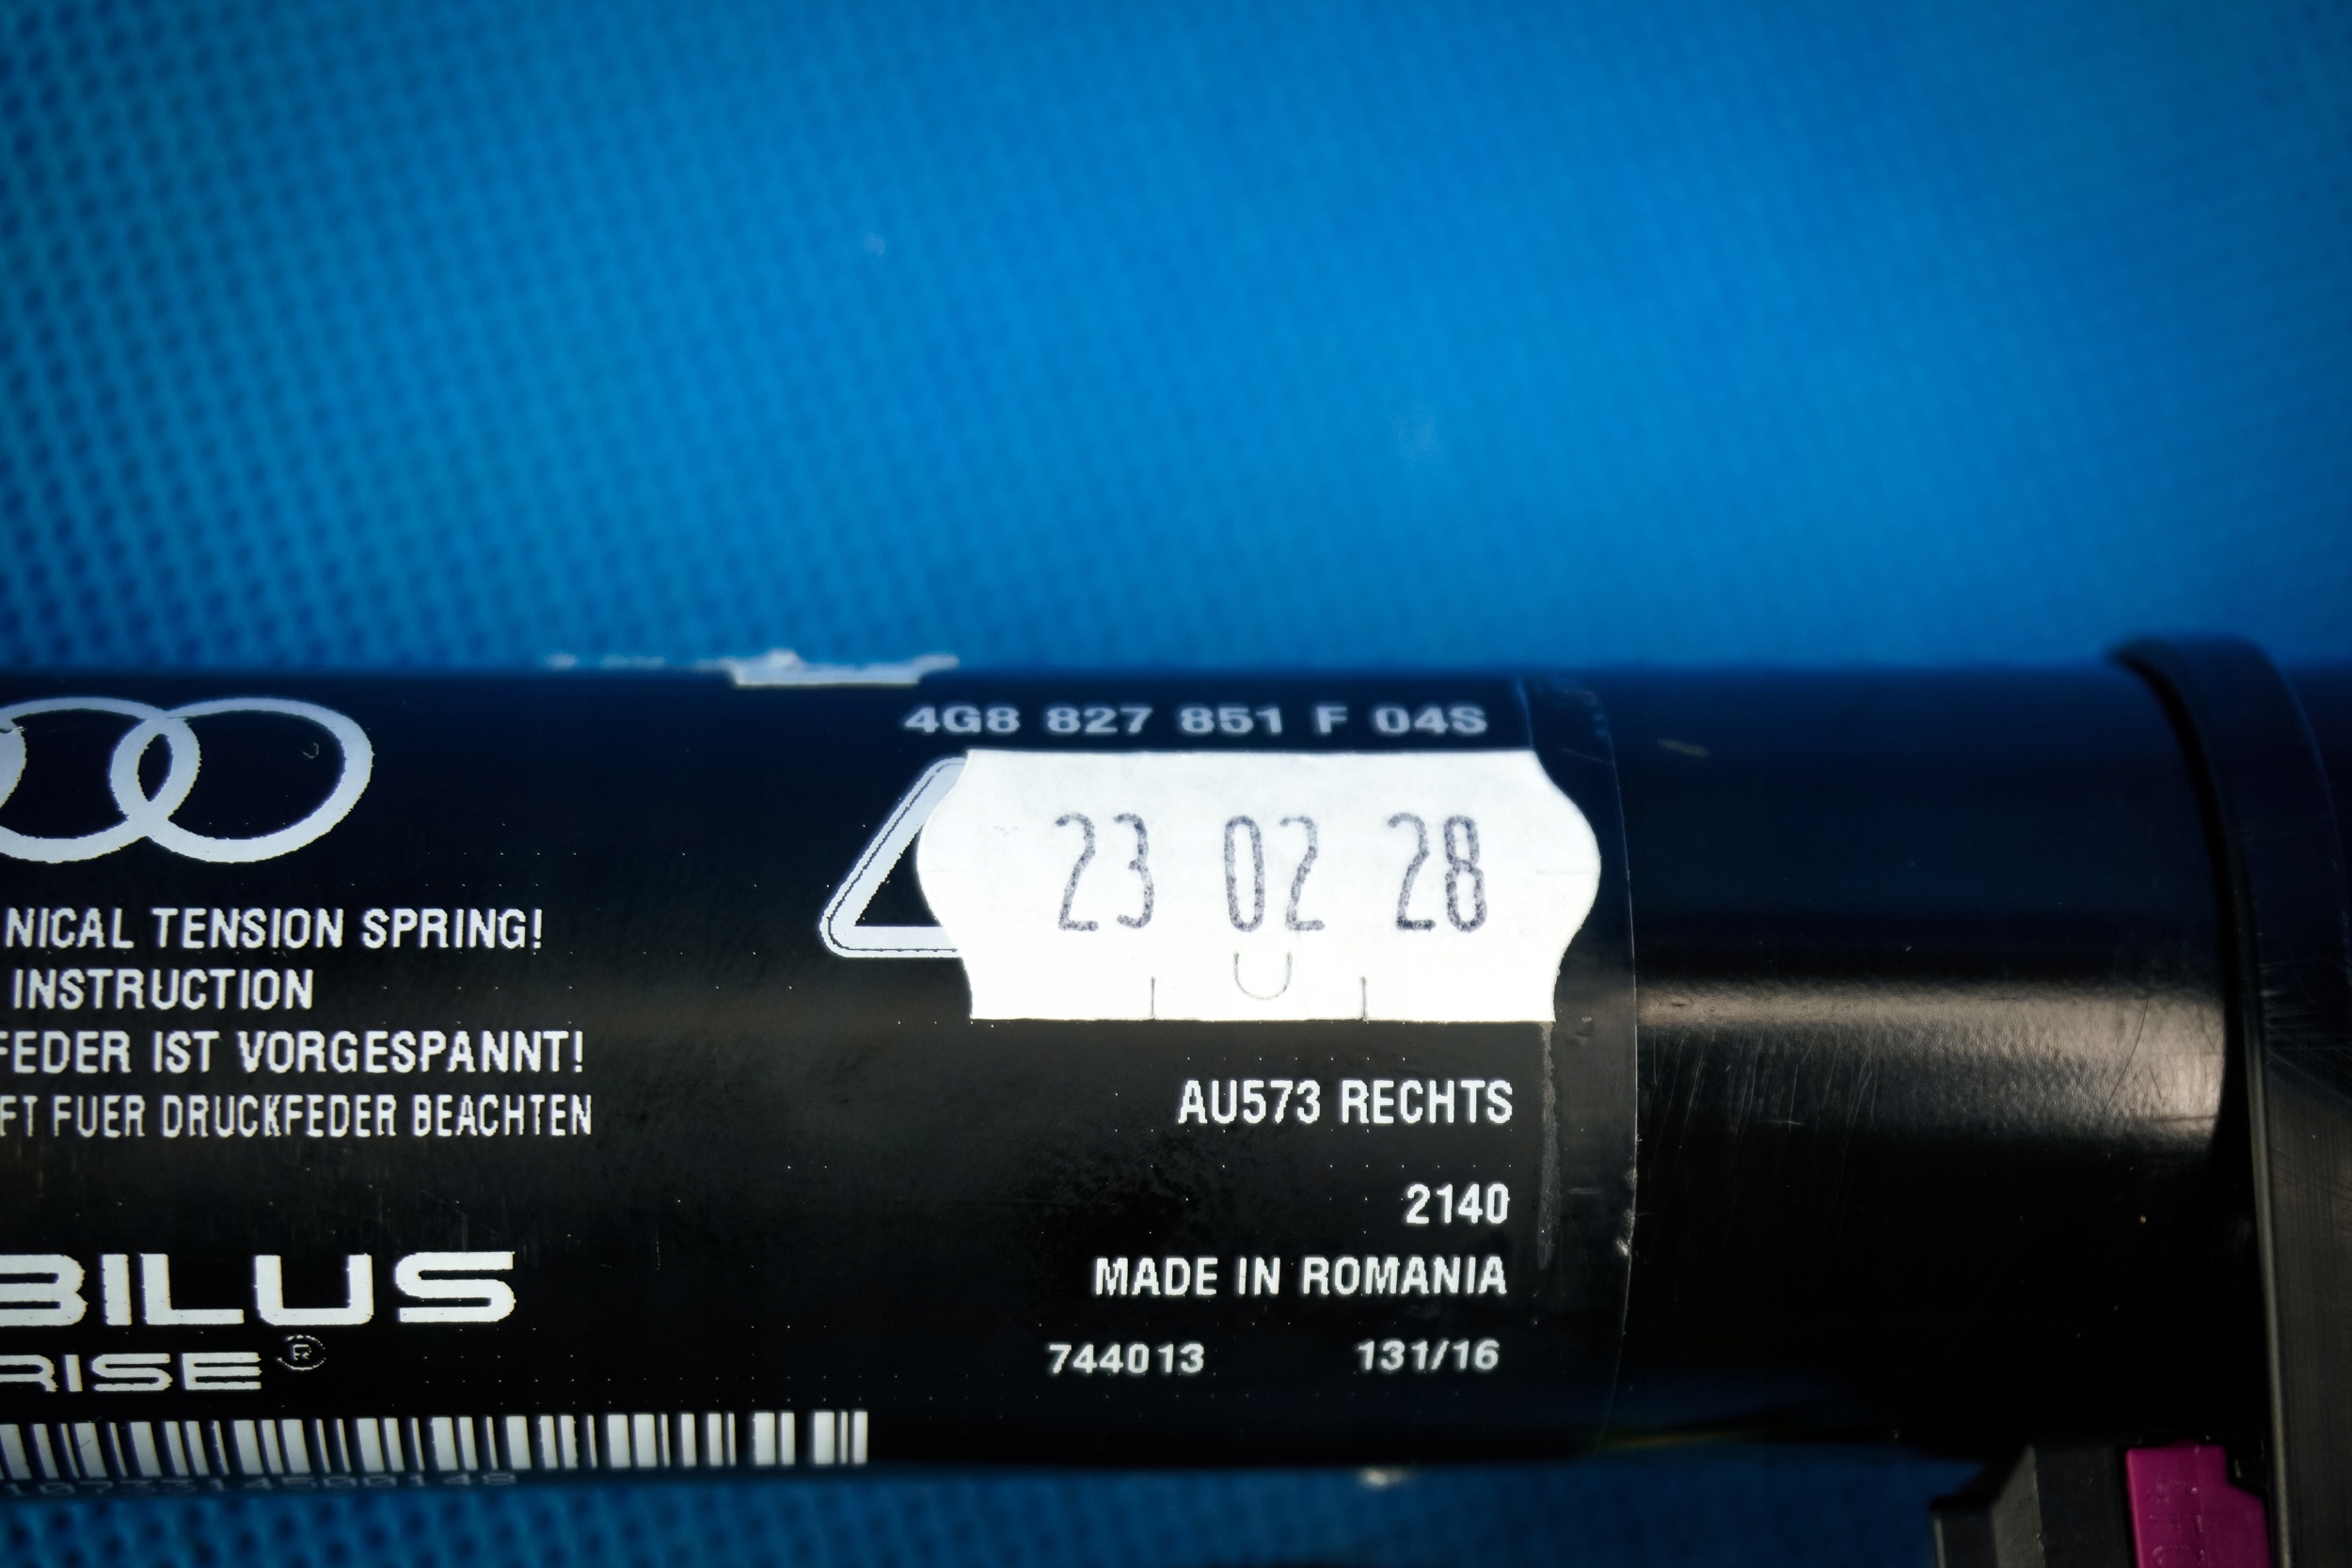 4G8 827 851 F 04S
23 02 28
NICAL TENSION SPRING!
INSTRUCTION
FEDER IST VORGESPANNT!
FT FUER DRUCKFEDER BEACHTEN
AU573 RECHTS
2140
MADE IN ROMANIA
BILUS
RISE®
744013 131/16